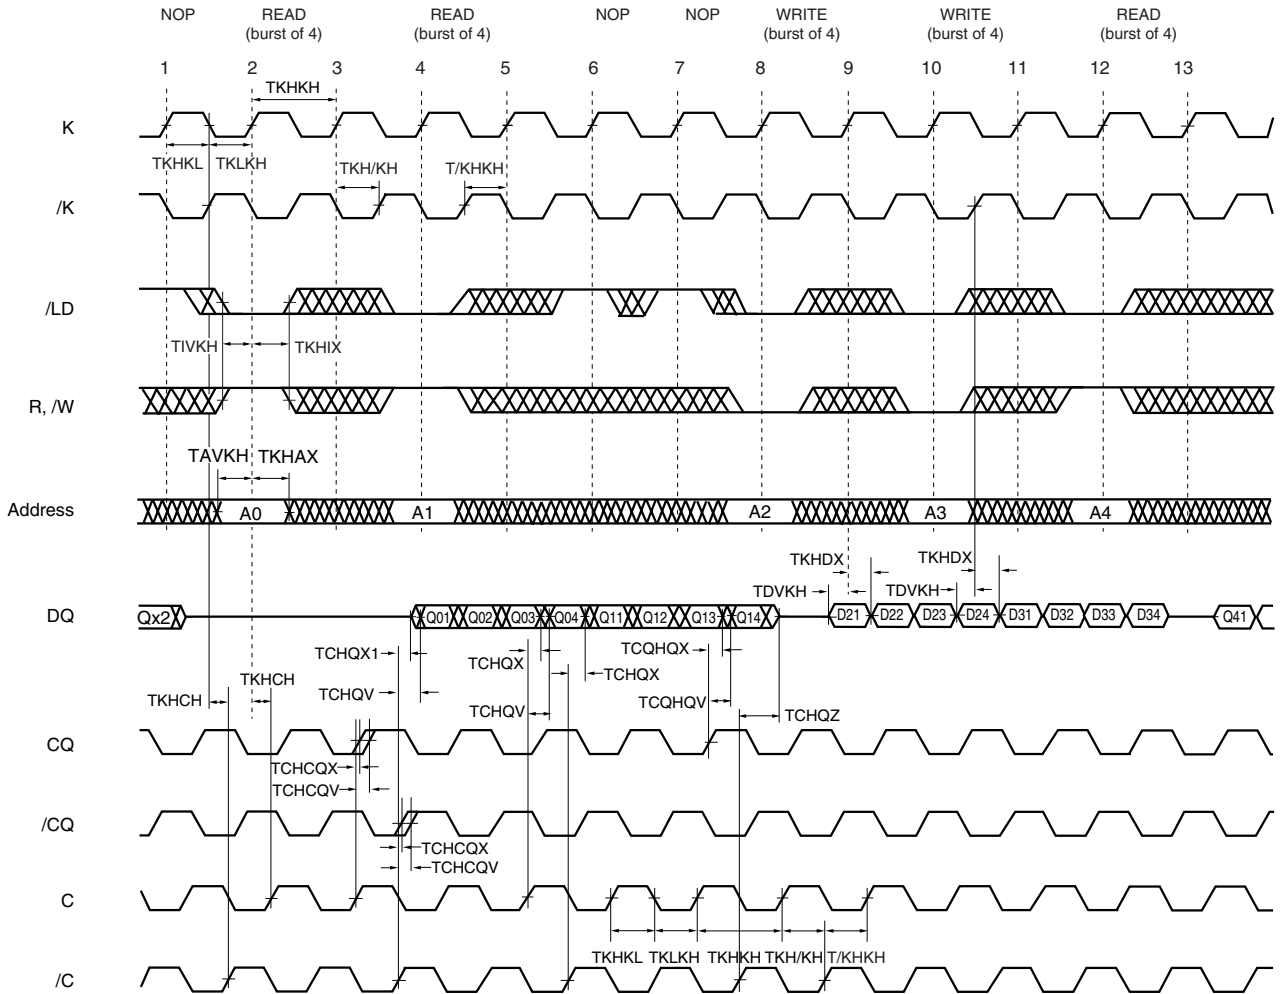 NOP READ READ NOP NOP WRITE WRITE READ
(burst of 4) (burst of 4) (burst of 4) (burst of 4) (burst of 4)
1 2 3 4 5 6 7 8 9 10 11 12 13
TKHKH
K
TKHKL TKLKH TKH/KH T/KHKH
/K
/LD
TIVKH TKHIX
R, /W
TAVKH TKHAX
Address A0 A1 A2 A3 A4
TKHDX TKHDX
TDVKH TDVKH
DQ Qx2 Q01 Q02 Q03 Q04 Q11 Q12 Q13 Q14 D21 D22 D23 D24 D31 D32 D33 D34 Q41
TCHQX1 TCHQX TCQHQX
TCHQX
TKHCH TKHCH TCHQV TCQHQV
TCHQV TCHQZ
CQ
TCHCQX
TCHCQV
/CQ
TCHCQX
TCHCQV
C
TKHKL TKLKH TKHKH TKH/KH T/KHKH
/C